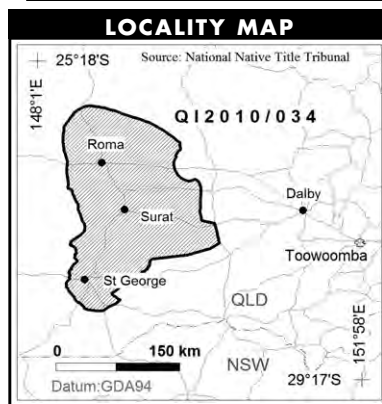 LOCALITY MAP
25°18'S
Source: National Native Title Tribunal
148°1'E
QI2010/034
Roma
Dalby
Surat
Toowoomba
St George
QLD
151°58'E
0 150 km
NSW
Datum:GDA94
29°17'S